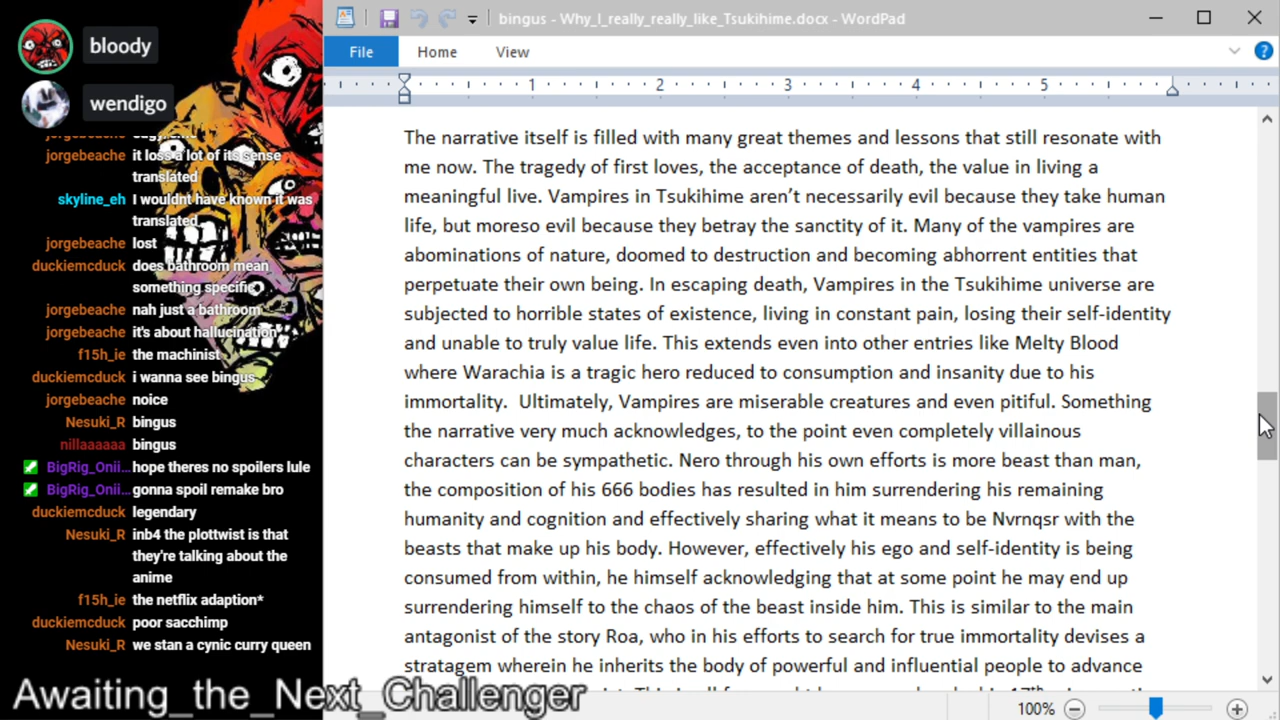 bloody
wendigo
jorgebeache
jorgebeache it loss a lot of its sense
translated
skyline_eh I wouldnt have known it was
translated
jorgebeache lost
duckiemcduck does bathroom mean
something specific
jorgebeache nah just a bathroom
jorgebeache it's about hallucination
f15h_ie the machinist
duckiemcduck i wanna see bingus
jorgebeache noice
Nesuki_R bingus
nillaaaaaa bingus
BigRig_Onii... hope theres no spoilers lule
BigRig_Onii... gonna spoil remake bro
duckiemcduck legendary
Nesuki_R inb4 the plottwist is that
they're talking about the
anime
f15h_ie the netflix adaption*
duckiemcduck poor sacchimp
Nesuki_R we stan a cynic curry queen
Awaiting_the_Next_Challenger
bingus - Why_I_really_really_like_Tsukihime.docx - WordPad
File Home View
1 2 3 4 5
The narrative itself is filled with many great themes and lessons that still resonate with
me now. The tragedy of first loves, the acceptance of death, the value in living a
meaningful live. Vampires in Tsukihime aren’t necessarily evil because they take human
life, but moreso evil because they betray the sanctity of it. Many of the vampires are
abominations of nature, doomed to destruction and becoming abhorrent entities that
perpetuate their own being. In escaping death, Vampires in the Tsukihime universe are
subjected to horrible states of existence, living in constant pain, losing their self-identity
and unable to truly value life. This extends even into other entries like Melty Blood
where Warachia is a tragic hero reduced to consumption and insanity due to his
immortality.  Ultimately, Vampires are miserable creatures and even pitiful. Something
the narrative very much acknowledges, to the point even completely villainous
characters can be sympathetic. Nero through his own efforts is more beast than man,
the composition of his 666 bodies has resulted in him surrendering his remaining
humanity and cognition and effectively sharing what it means to be Nvrnqsr with the
beasts that make up his body. However, effectively his ego and self-identity is being
consumed from within, he himself acknowledging that at some point he may end up
surrendering himself to the chaos of the beast inside him. This is similar to the main
antagonist of the story Roa, who in his efforts to search for true immortality devises a
stratagem wherein he inherits the body of powerful and influential people to advance
100%